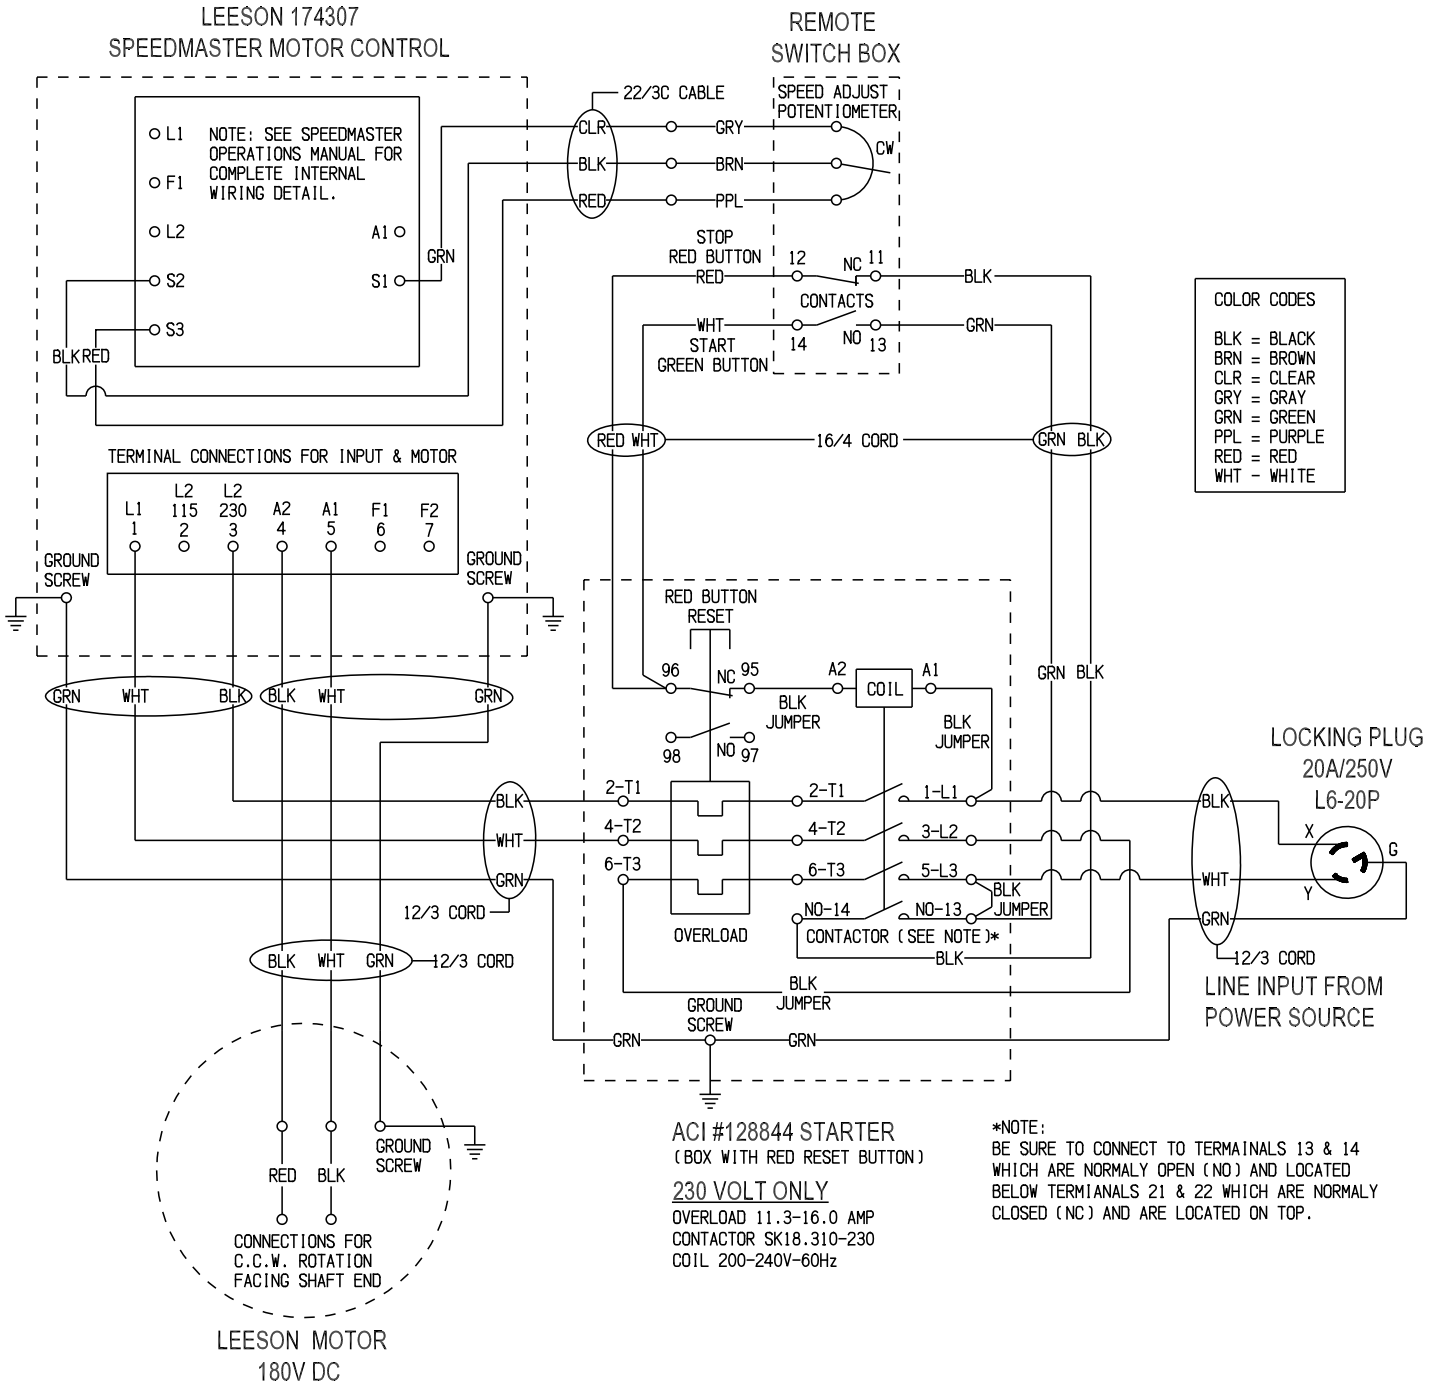 LEESON 174307
SPEEDMASTER MOTOR CONTROL
REMOTE
SWITCH BOX
22/3C CABLE
SPEED ADJUST
POTENTIOMETER
L1
NOTE: SEE SPEEDMASTER
OPERATIONS MANUAL FOR
COMPLETE INTERNAL
WIRING DETAIL.
F1
L2
A1
S2
S1
S3
GRN
BLK
RED
CLR
GRY
CW
BLK
BRN
RED
PPL
STOP
RED BUTTON
RED
12
NC
11
BLK
CONTACTS
WHT
START
GREEN BUTTON
14
NO
13
GRN
RED WHT
16/4 CORD
GRN BLK
COLOR CODES
BLK = BLACK
BRN = BROWN
CLR = CLEAR
GRY = GRAY
GRN = GREEN
PPL = PURPLE
RED = RED
WHT - WHITE
TERMINAL CONNECTIONS FOR INPUT & MOTOR
L1
1
L2
115
2
L2
230
3
A2
4
A1
5
F1
6
F2
7
GROUND
SCREW
GROUND
SCREW
GRN
WHT
BLK
BLK
WHT
GRN
RED BUTTON
RESET
96
NC
95
BLK
JUMPER
A2
COIL
A1
BLK
JUMPER
GRN BLK
98
NO
97
LOCKING PLUG
20A/250V
L6-20P
BLK
2-T1
2-T1
1-L1
BLK
X
WHT
4-T2
4-T2
3-L2
G
GRN
6-T3
6-T3
5-L3
WHT
Y
BLK
JUMPER
12/3 CORD
NO-14
NO-13
GRN
OVERLOAD
CONTACTOR (SEE NOTE)*
BLK
12/3 CORD
LINE INPUT FROM
POWER SOURCE
BLK
WHT
GRN
12/3 CORD
BLK
JUMPER
GROUND
SCREW
GRN
GRN
GROUND
SCREW
RED
BLK
CONNECTIONS FOR
C.C.W. ROTATION
FACING SHAFT END
LEESON MOTOR
180V DC
ACI #128844 STARTER
(BOX WITH RED RESET BUTTON)
230 VOLT ONLY
OVERLOAD 11.3-16.0 AMP
CONTACTOR SK18.310-230
COIL 200-240V-60Hz
*NOTE:
BE SURE TO CONNECT TO TERMAINALS 13 & 14
WHICH ARE NORMALY OPEN (NO) AND LOCATED
BELOW TERMIANALS 21 & 22 WHICH ARE NORMALY
CLOSED (NC) AND ARE LOCATED ON TOP.